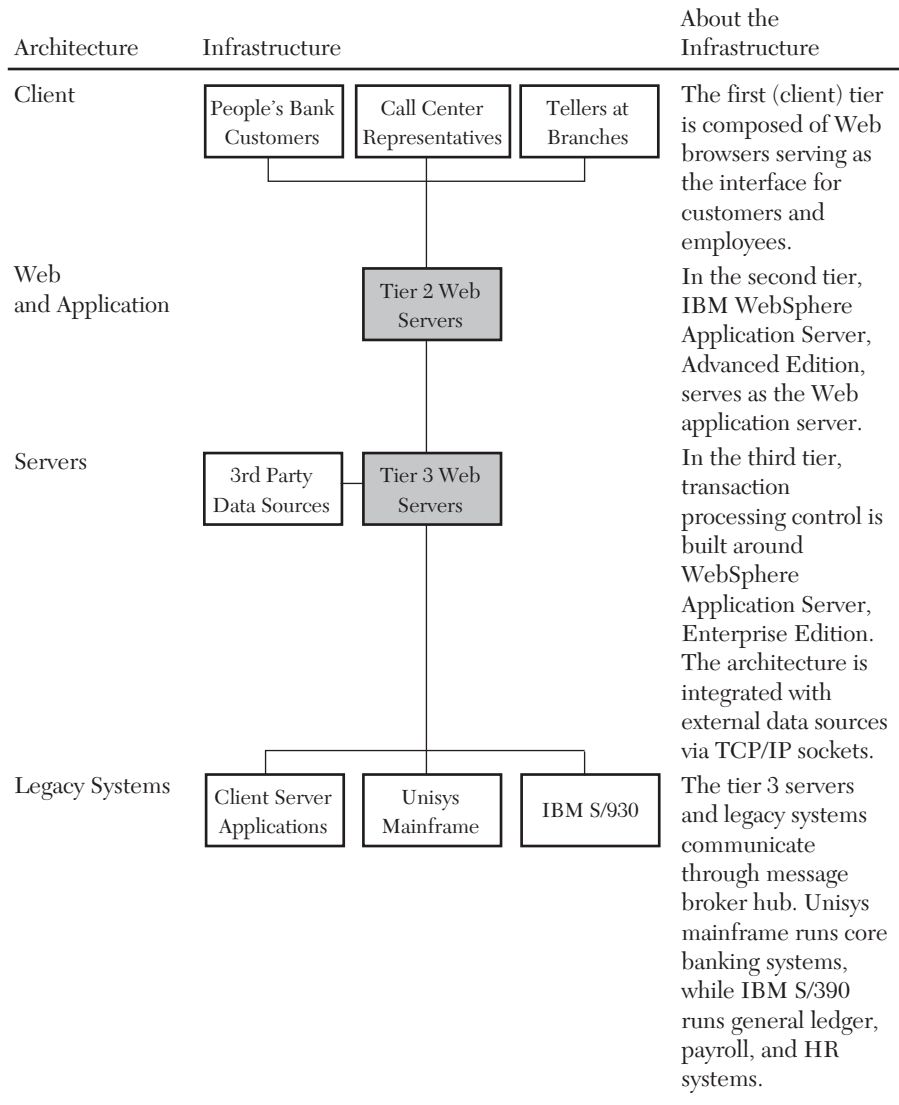 Architecture
Infrastructure
About the
Infrastructure
Client
People's Bank
Customers
Call Center
Representatives
Tellers at
Branches
The first (client) tier
is composed of Web
browsers serving as
the interface for
customers and
employees.
Web
and Application
Tier 2 Web
Servers
In the second tier,
IBM WebSphere
Application Server,
Advanced Edition,
serves as the Web
application server.
Servers
3rd Party
Data Sources
Tier 3 Web
Servers
In the third tier,
transaction
processing control is
built around
WebSphere
Application Server,
Enterprise Edition.
The architecture is
integrated with
external data sources
via TCP/IP sockets.
Legacy Systems
Client Server
Applications
Unisys
Mainframe
IBM S/930
The tier 3 servers
and legacy systems
communicate
through message
broker hub. Unisys
mainframe runs core
banking systems,
while IBM S/390
runs general ledger,
payroll, and HR
systems.